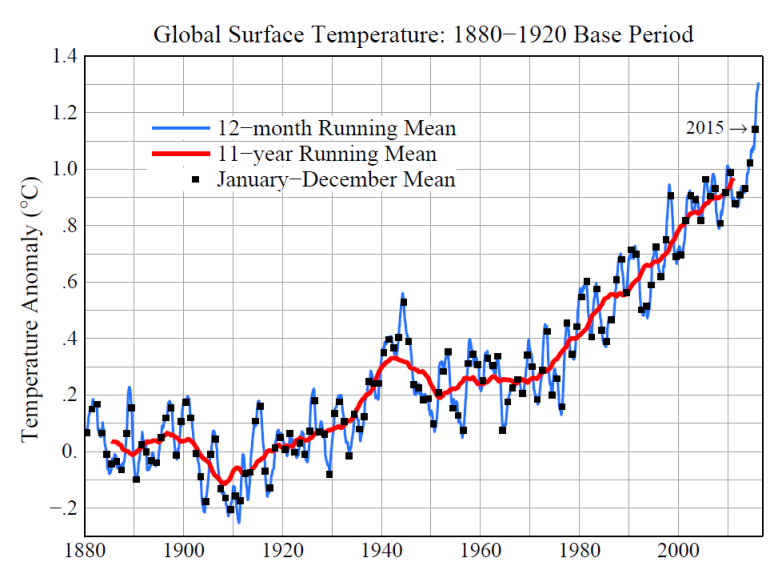 Global Surface Temperature: 1880−1920 Base Period
Temperature Anomaly (°C)
1.4
1.2
1.0
.8
.6
.4
.2
0.
−.2
12−month Running Mean
11−year Running Mean
January−December Mean
2015→
1880 1900 1920 1940 1960 1980 2000